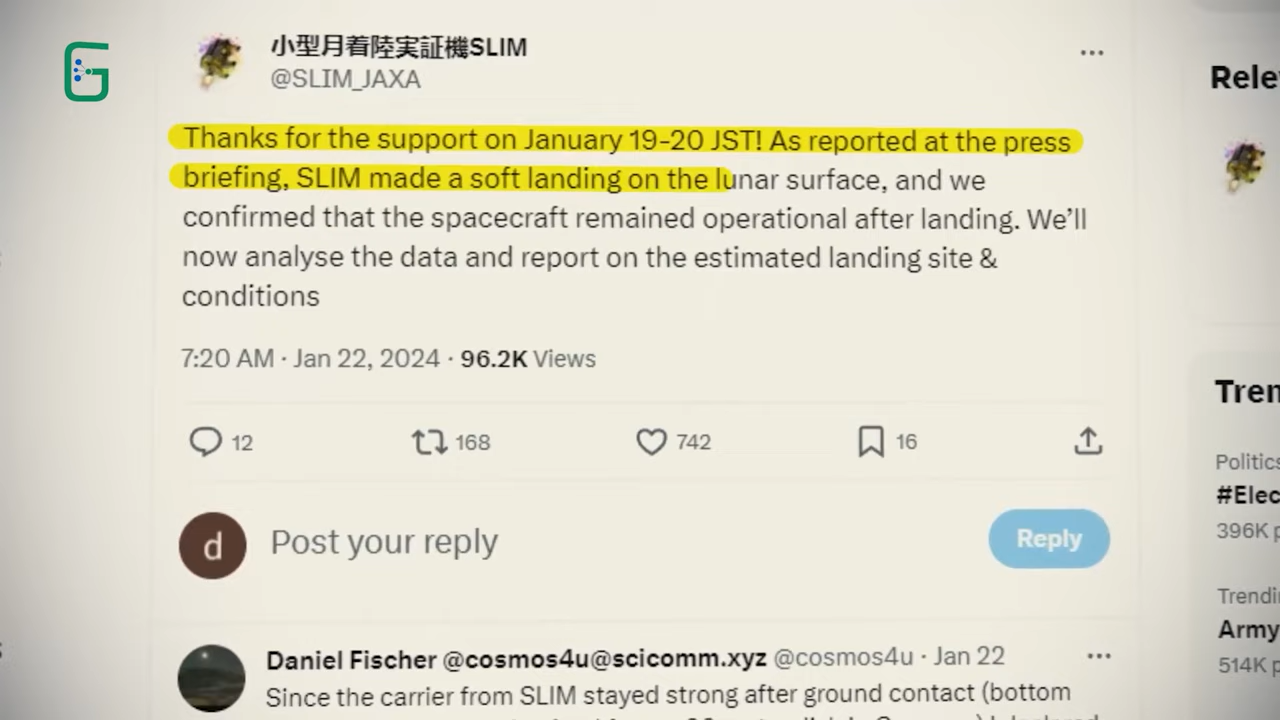 小型月着陸実証機SLIM
@SLIM_JAXA
Thanks for the support on January 19-20 JST! As reported at the press
briefing, SLIM made a soft landing on the lunar surface, and we
confirmed that the spacecraft remained operational after landing. We’ll
now analyse the data and report on the estimated landing site &
conditions
7:20 AM · Jan 22, 2024 · 96.2K Views
12 168 742 16
d Post your reply Reply
Daniel Fischer @cosmos4u@scicomm.xyz @cosmos4u · Jan 22
Since the carrier from SLIM stayed strong after ground contact (bottom
G
Rele
Tren
Politics
#Elec
396K p
Trendi
Army
514K p